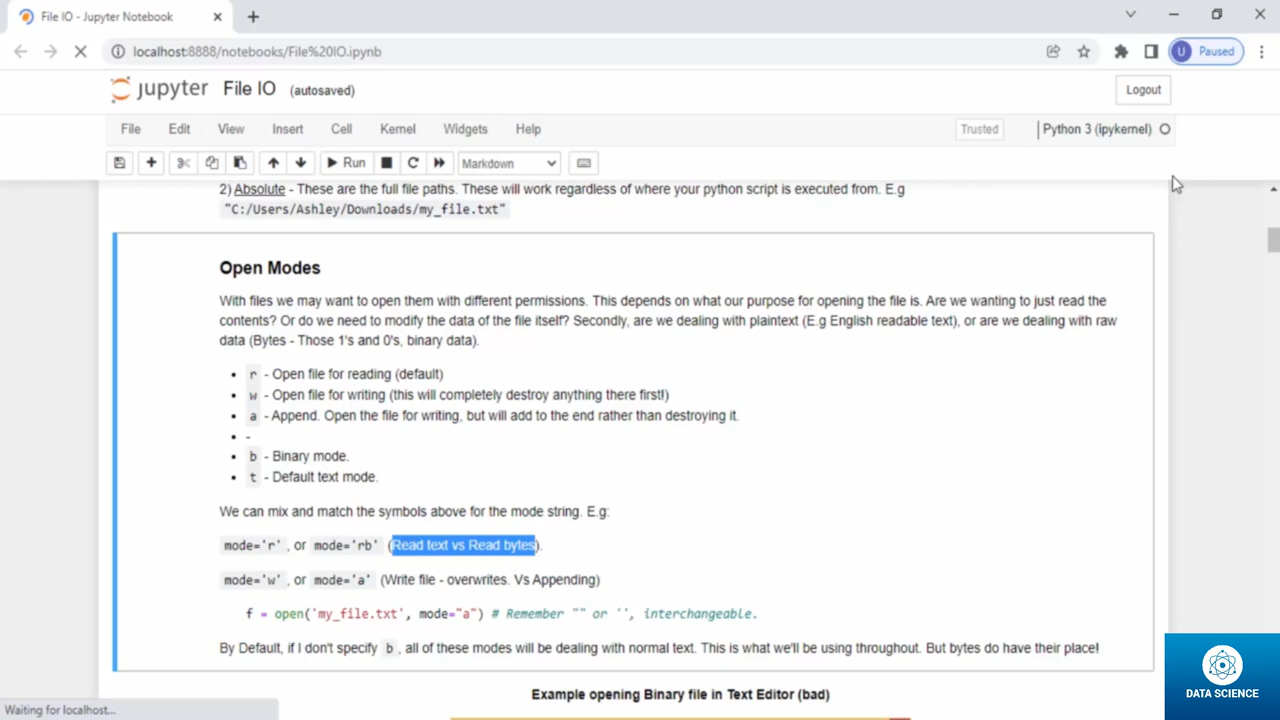 File IO - Jupyter Notebook
localhost:8888/notebooks/File%20IO.ipynb
U Paused
jupyter File IO (autosaved)
Logout
File Edit View Insert Cell Kernel Widgets Help
Trusted
Python 3 (ipykernel)
Run
Markdown
2) Absolute - These are the full file paths. These will work regardless of where your python script is executed from. E.g
"C:/Users/Ashley/Downloads/my_file.txt"
Open Modes
With files we may want to open them with different permissions. This depends on what our purpose for opening the file is. Are we wanting to just read the
contents? Or do we need to modify the data of the file itself? Secondly, are we dealing with plaintext (E.g English readable text), or are we dealing with raw
data (Bytes - Those 1's and 0's, binary data).
• r - Open file for reading (default)
• w - Open file for writing (this will completely destroy anything there first!)
• a - Append. Open the file for writing, but will add to the end rather than destroying it.
• -
• b - Binary mode.
• t - Default text mode.
We can mix and match the symbols above for the mode string. E.g:
mode='r' , or mode='rb' (Read text vs Read bytes).
mode='w' , or mode='a' (Write file - overwrites. Vs Appending)
f = open('my_file.txt', mode="a") # Remember "" or '', interchangeable.
By Default, if I don't specify b , all of these modes will be dealing with normal text. This is what we'll be using throughout. But bytes do have their place!
Example opening Binary file in Text Editor (bad)
Waiting for localhost...
DATA SCIENCE